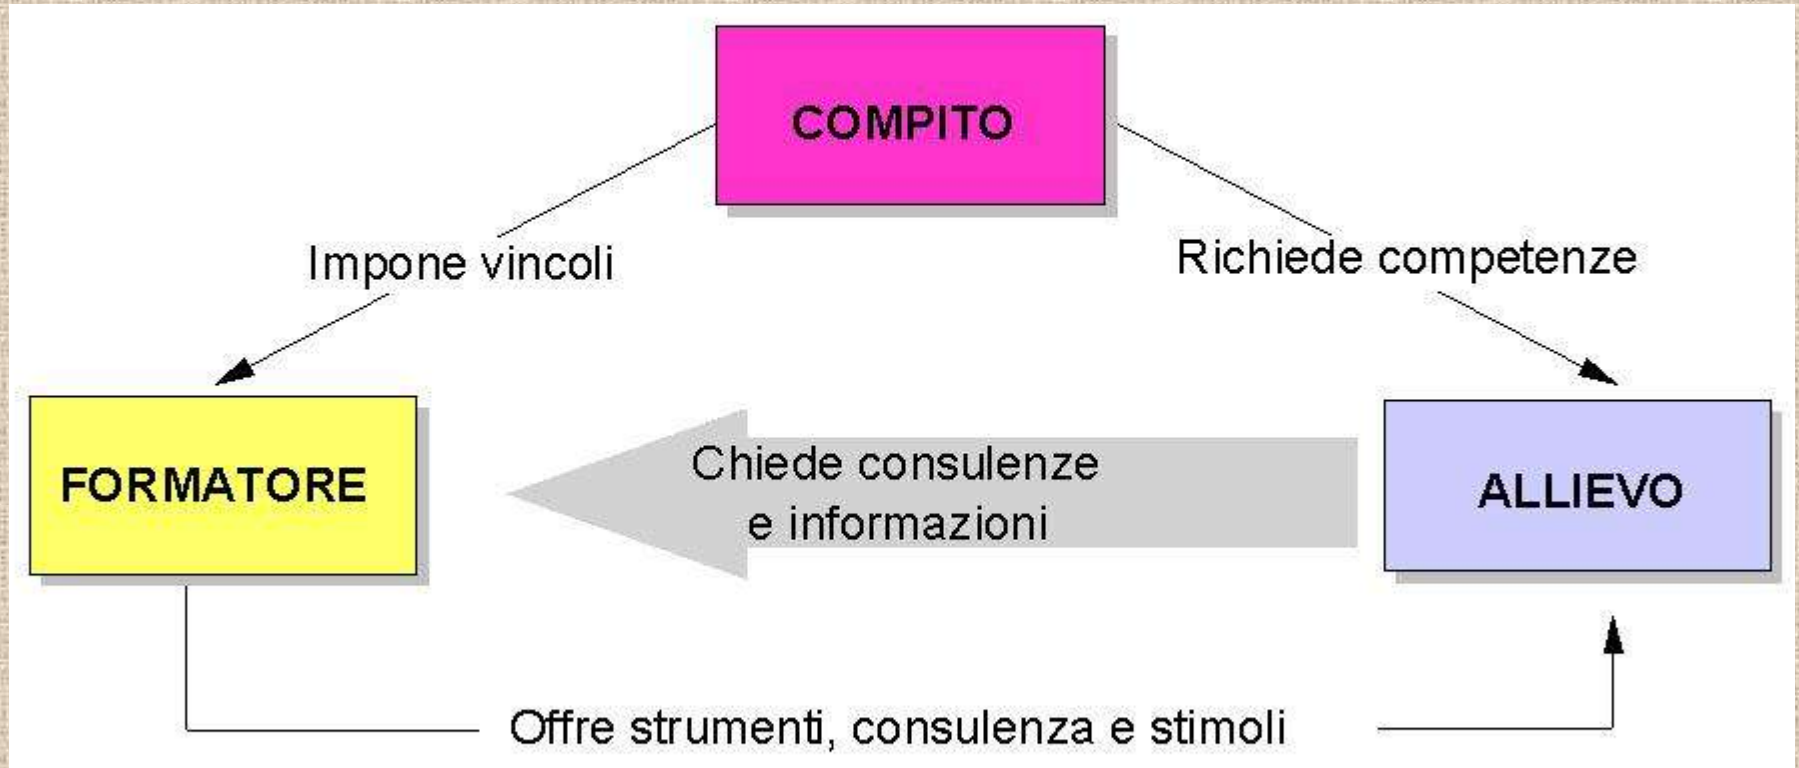 COMPITO
Impone vincoli
Richiede competenze
FORMATORE
Chiede consulenze
e informazioni
ALLIEVO
Offre strumenti, consulenza e stimoli